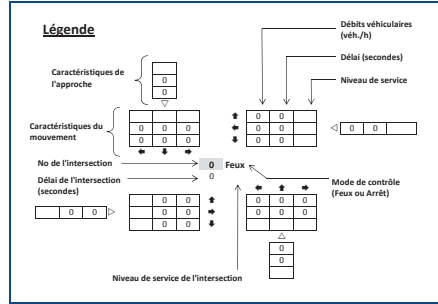 Légende
Débits véhiculaires
(véh./h)
Délai (secondes)
Niveau de service
Caractéristiques de
l'approche
0
0
Caractéristiques du
mouvement
0 0 0
0 0 0
0 0
0 0
0 0
0 0
No de l'intersection
0 Feux
Délai de l'intersection
(secondes)
0
Mode de contrôle
(Feux ou Arrêt)
0 0
0 0
0 0
0 0
0 0 0
0 0 0
0
0
Niveau de service de l'intersection